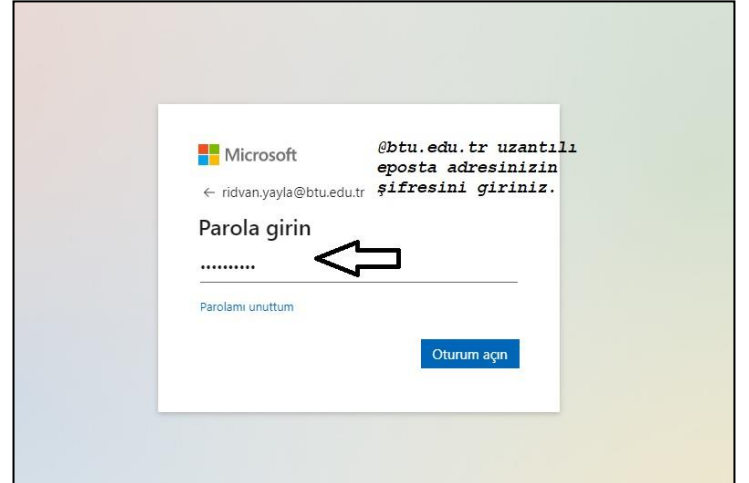 Microsoft
@btu.edu.tr uzantılı
eposta adresinizin
şifresini giriniz.
← ridvan.yayla@btu.edu.tr
Parola girin
••••••••••
Parolamı unuttum
Oturum açın